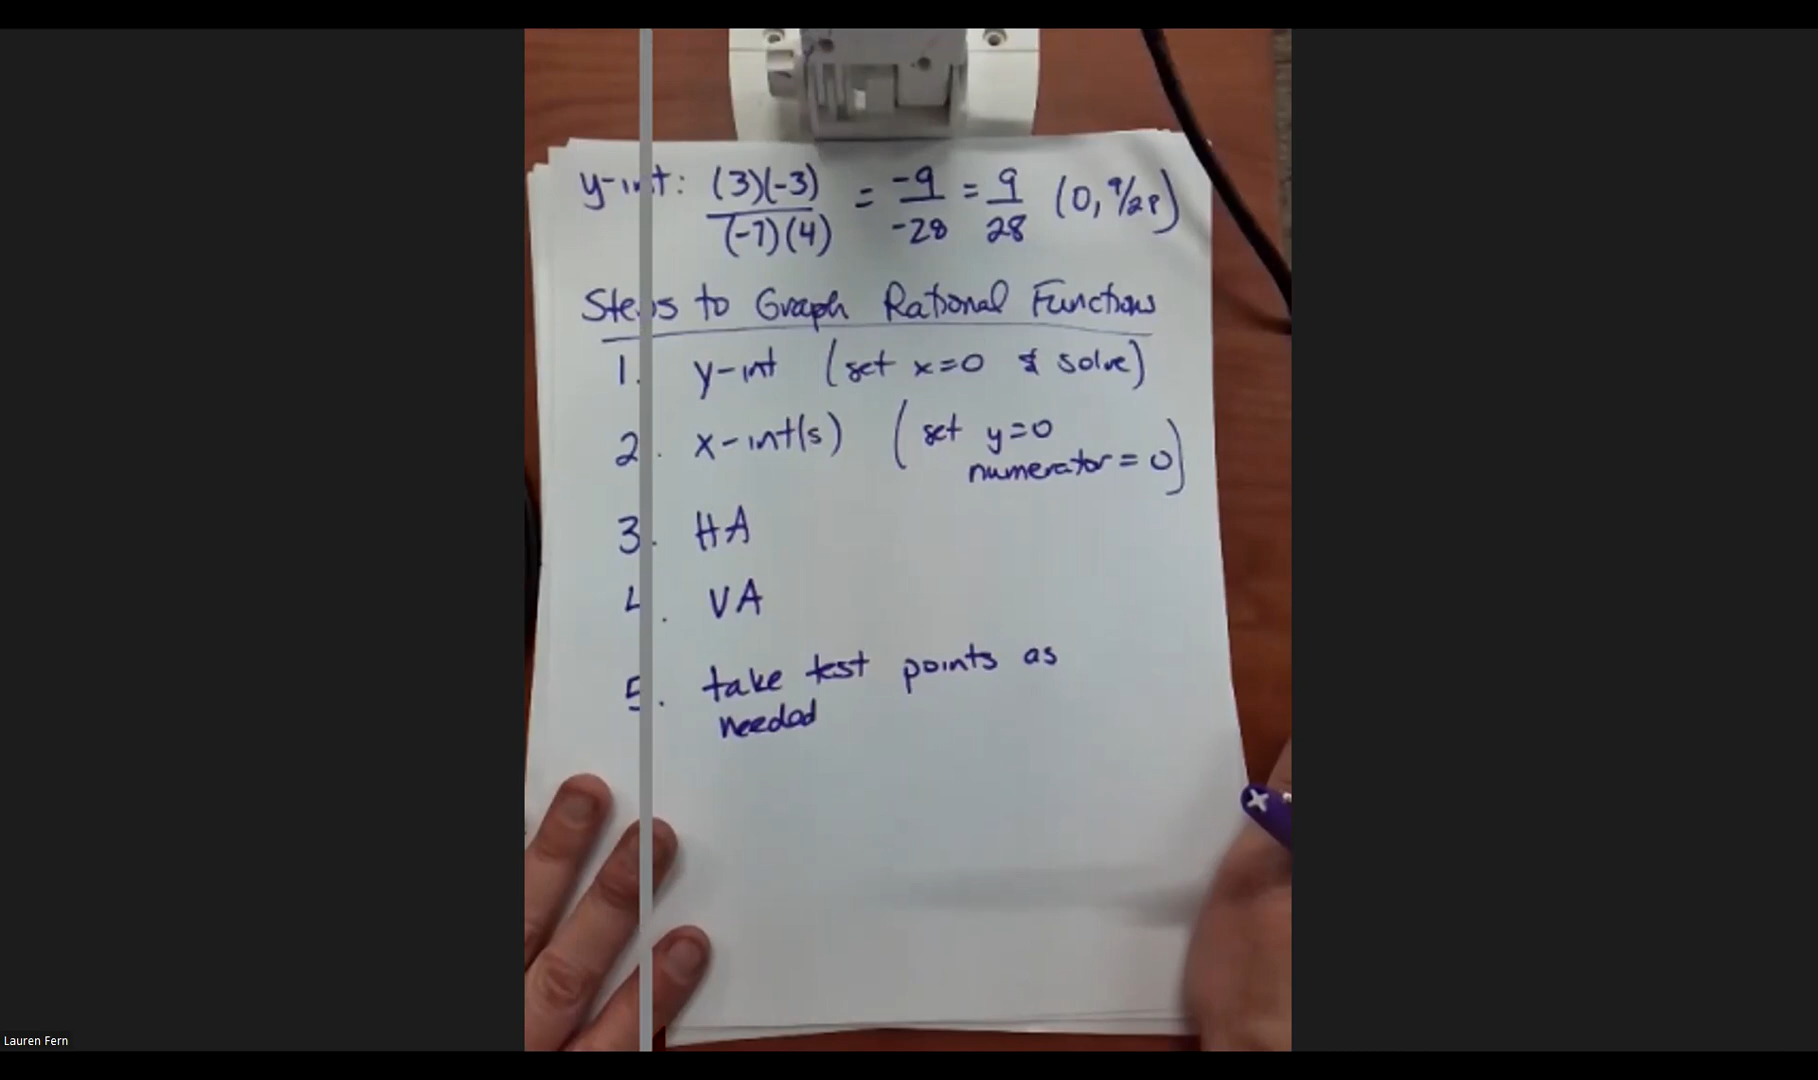 y-int: (3)(-3) / (-7)(4) = -9 / -28 = 9 / 28 (0, 9/28)
Steps to Graph Rational Functions
1. y-int (set x=0 & solve)
2. x-int(s) (set y=0
numerator = 0)
3. HA
4. VA
5. take test points as
needed
Lauren Fern